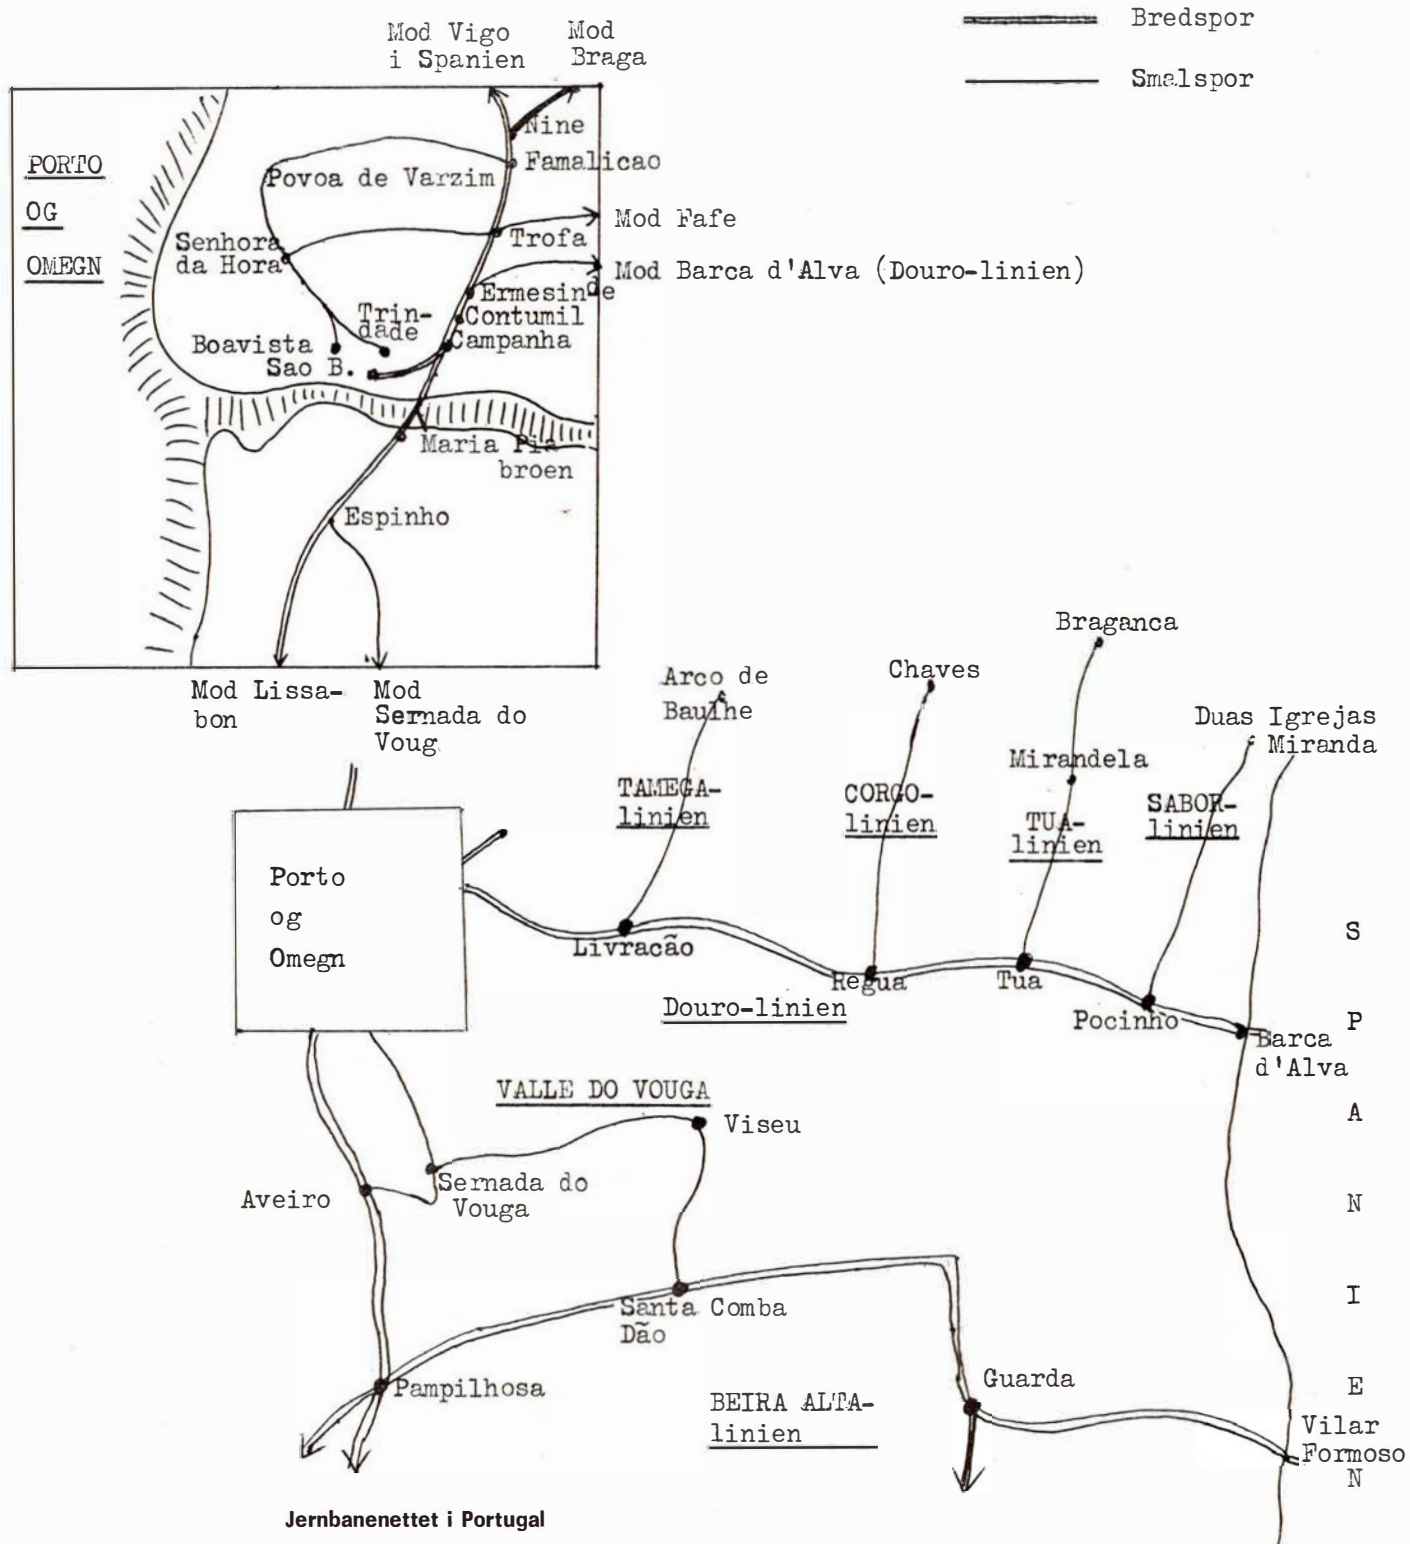 Bredspor
Smalspor
Mod Vigo
i Spanien
Mod
Braga
PORTO
OG
OMEGN
Nine
Famalicao
Povoa de Varzim
Mod Fafe
Trofa
Senhora
da Hora
Mod Barca d'Alva (Douro-linien)
Ermesinde
Contumil
Campanha
Trin-
dade
Boavista
Sao B.
Maria Pia
broen
Espinho
Mod Lissa-
bon
Mod
Sernada do
Voug
Arco de
Baulhe
Chaves
Braganca
Duas Igrejas
Miranda
Mirandela
TAMEGA-
linien
CORGO-
linien
TUA-
linien
SABOR-
linien
Porto
og
Omegn
Livracão
Regua
Tua
Pocinho
Barca
d'Alva
Douro-linien
VALLE DO VOUGA
Viseu
Aveiro
Sernada do
Vouga
Santa Comba
Dão
Pampilhosa
BEIRA ALTA-
linien
Guarda
Vilar
Formoso
S
P
A
N
I
E
N
Jernbanenettet i Portugal